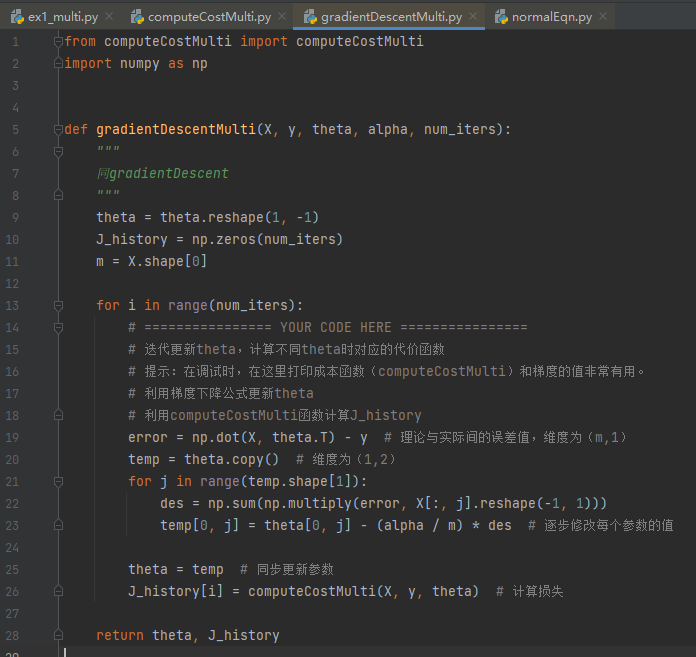 ex1_multi.py × computeCostMulti.py × gradientDescentMulti.py × normalEqn.py ×
1 from computeCostMulti import computeCostMulti
2 import numpy as np
3
4
5 def gradientDescentMulti(X, y, theta, alpha, num_iters):
6     """
7     同gradientDescent
8     """
9     theta = theta.reshape(1, -1)
10     J_history = np.zeros(num_iters)
11     m = X.shape[0]
12
13     for i in range(num_iters):
14         # ================ YOUR CODE HERE ================
15         # 迭代更新theta，计算不同theta时对应的代价函数
16         # 提示：在调试时，在这里打印成本函数（computeCostMulti）和梯度的值非常有用。
17         # 利用梯度下降公式更新theta
18         # 利用computeCostMulti函数计算J_history
19         error = np.dot(X, theta.T) - y  # 理论与实际间的误差值，维度为（m,1）
20         temp = theta.copy()  # 维度为（1,2）
21         for j in range(temp.shape[1]):
22             des = np.sum(np.multiply(error, X[:, j].reshape(-1, 1)))
23             temp[0, j] = theta[0, j] - (alpha / m) * des  # 逐步修改每个参数的值
24
25         theta = temp  # 同步更新参数
26         J_history[i] = computeCostMulti(X, y, theta)  # 计算损失
27
28     return theta, J_history
29